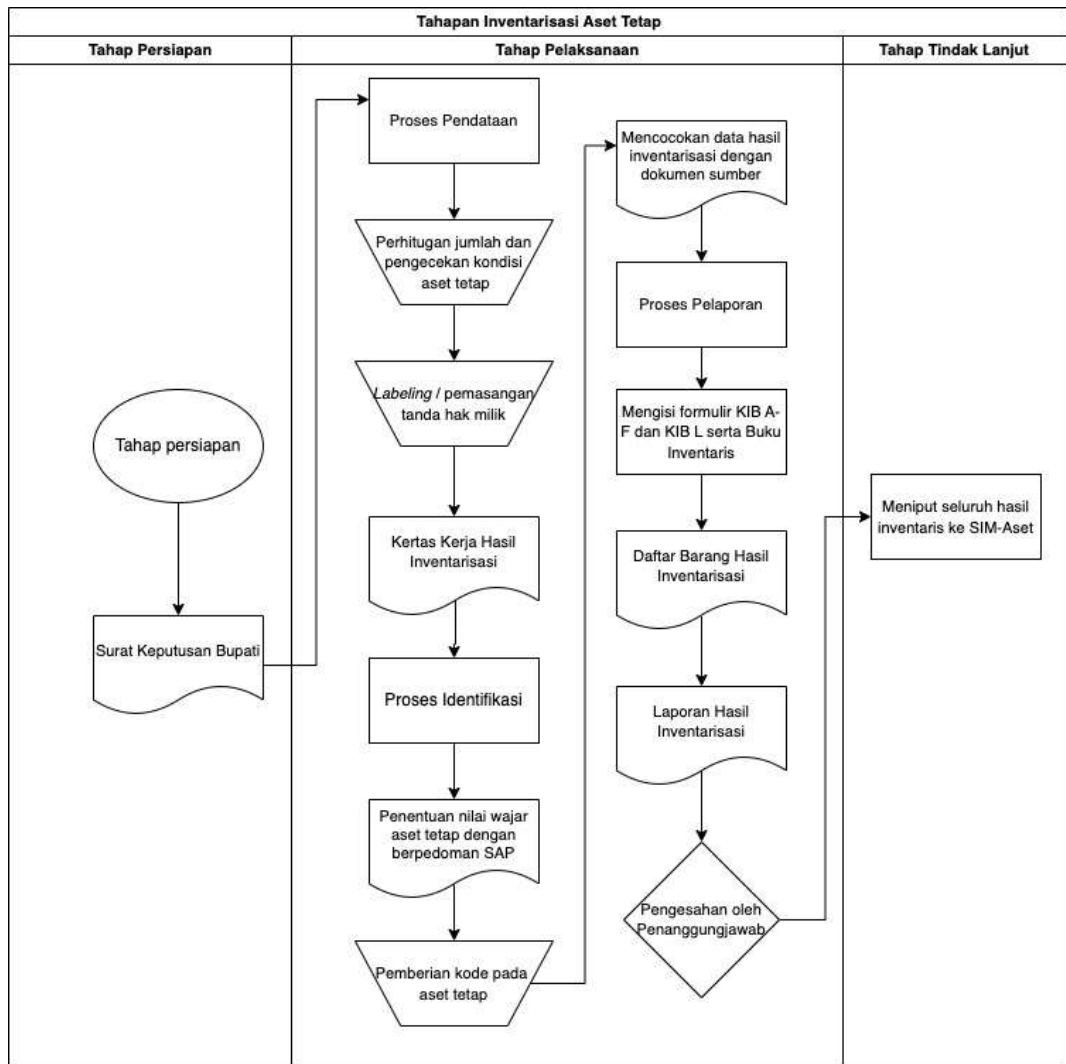 Tahapan Inventarisasi Aset Tetap
Tahap Persiapan
Tahap Pelaksanaan
Tahap Tindak Lanjut
Tahap persiapan
Surat Keputusan Bupati
Proses Pendataan
Perhitugan jumlah dan
pengecekan kondisi
aset tetap
Labeling / pemasangan
tanda hak milik
Kertas Kerja Hasil
Inventarisasi
Proses Identifikasi
Penentuan nilai wajar
aset tetap dengan
berpedoman SAP
Pemberian kode pada
aset tetap
Mencocokan data hasil
inventarisasi dengan
dokumen sumber
Proses Pelaporan
Mengisi formulir KIB A-
F dan KIB L serta Buku
Inventaris
Daftar Barang Hasil
Inventarisasi
Laporan Hasil
Inventarisasi
Pengesahan oleh
Penanggungjawab
Meniput seluruh hasil
inventaris ke SIM-Aset